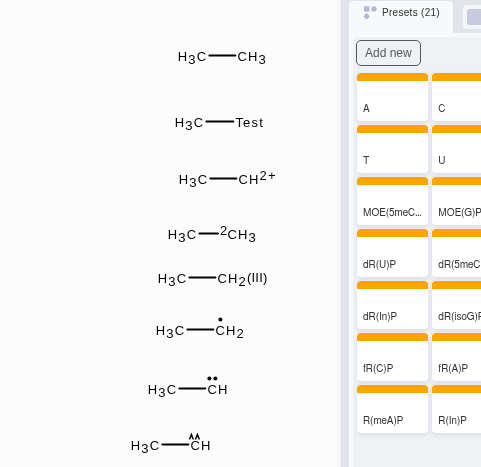 Presets (21)
Add new
H3C CH3
A C
H3C Test
T U
H3C CH2+
MOE(5meC... MOE(G)P
H3C 2CH3
dR(U)P dR(5meC
H3C CH2(III)
dR(In)P dR(isoG)P
H3C CH2
fR(C)P fR(A)P
H3C CH
R(meA)P R(In)P
H3C CH